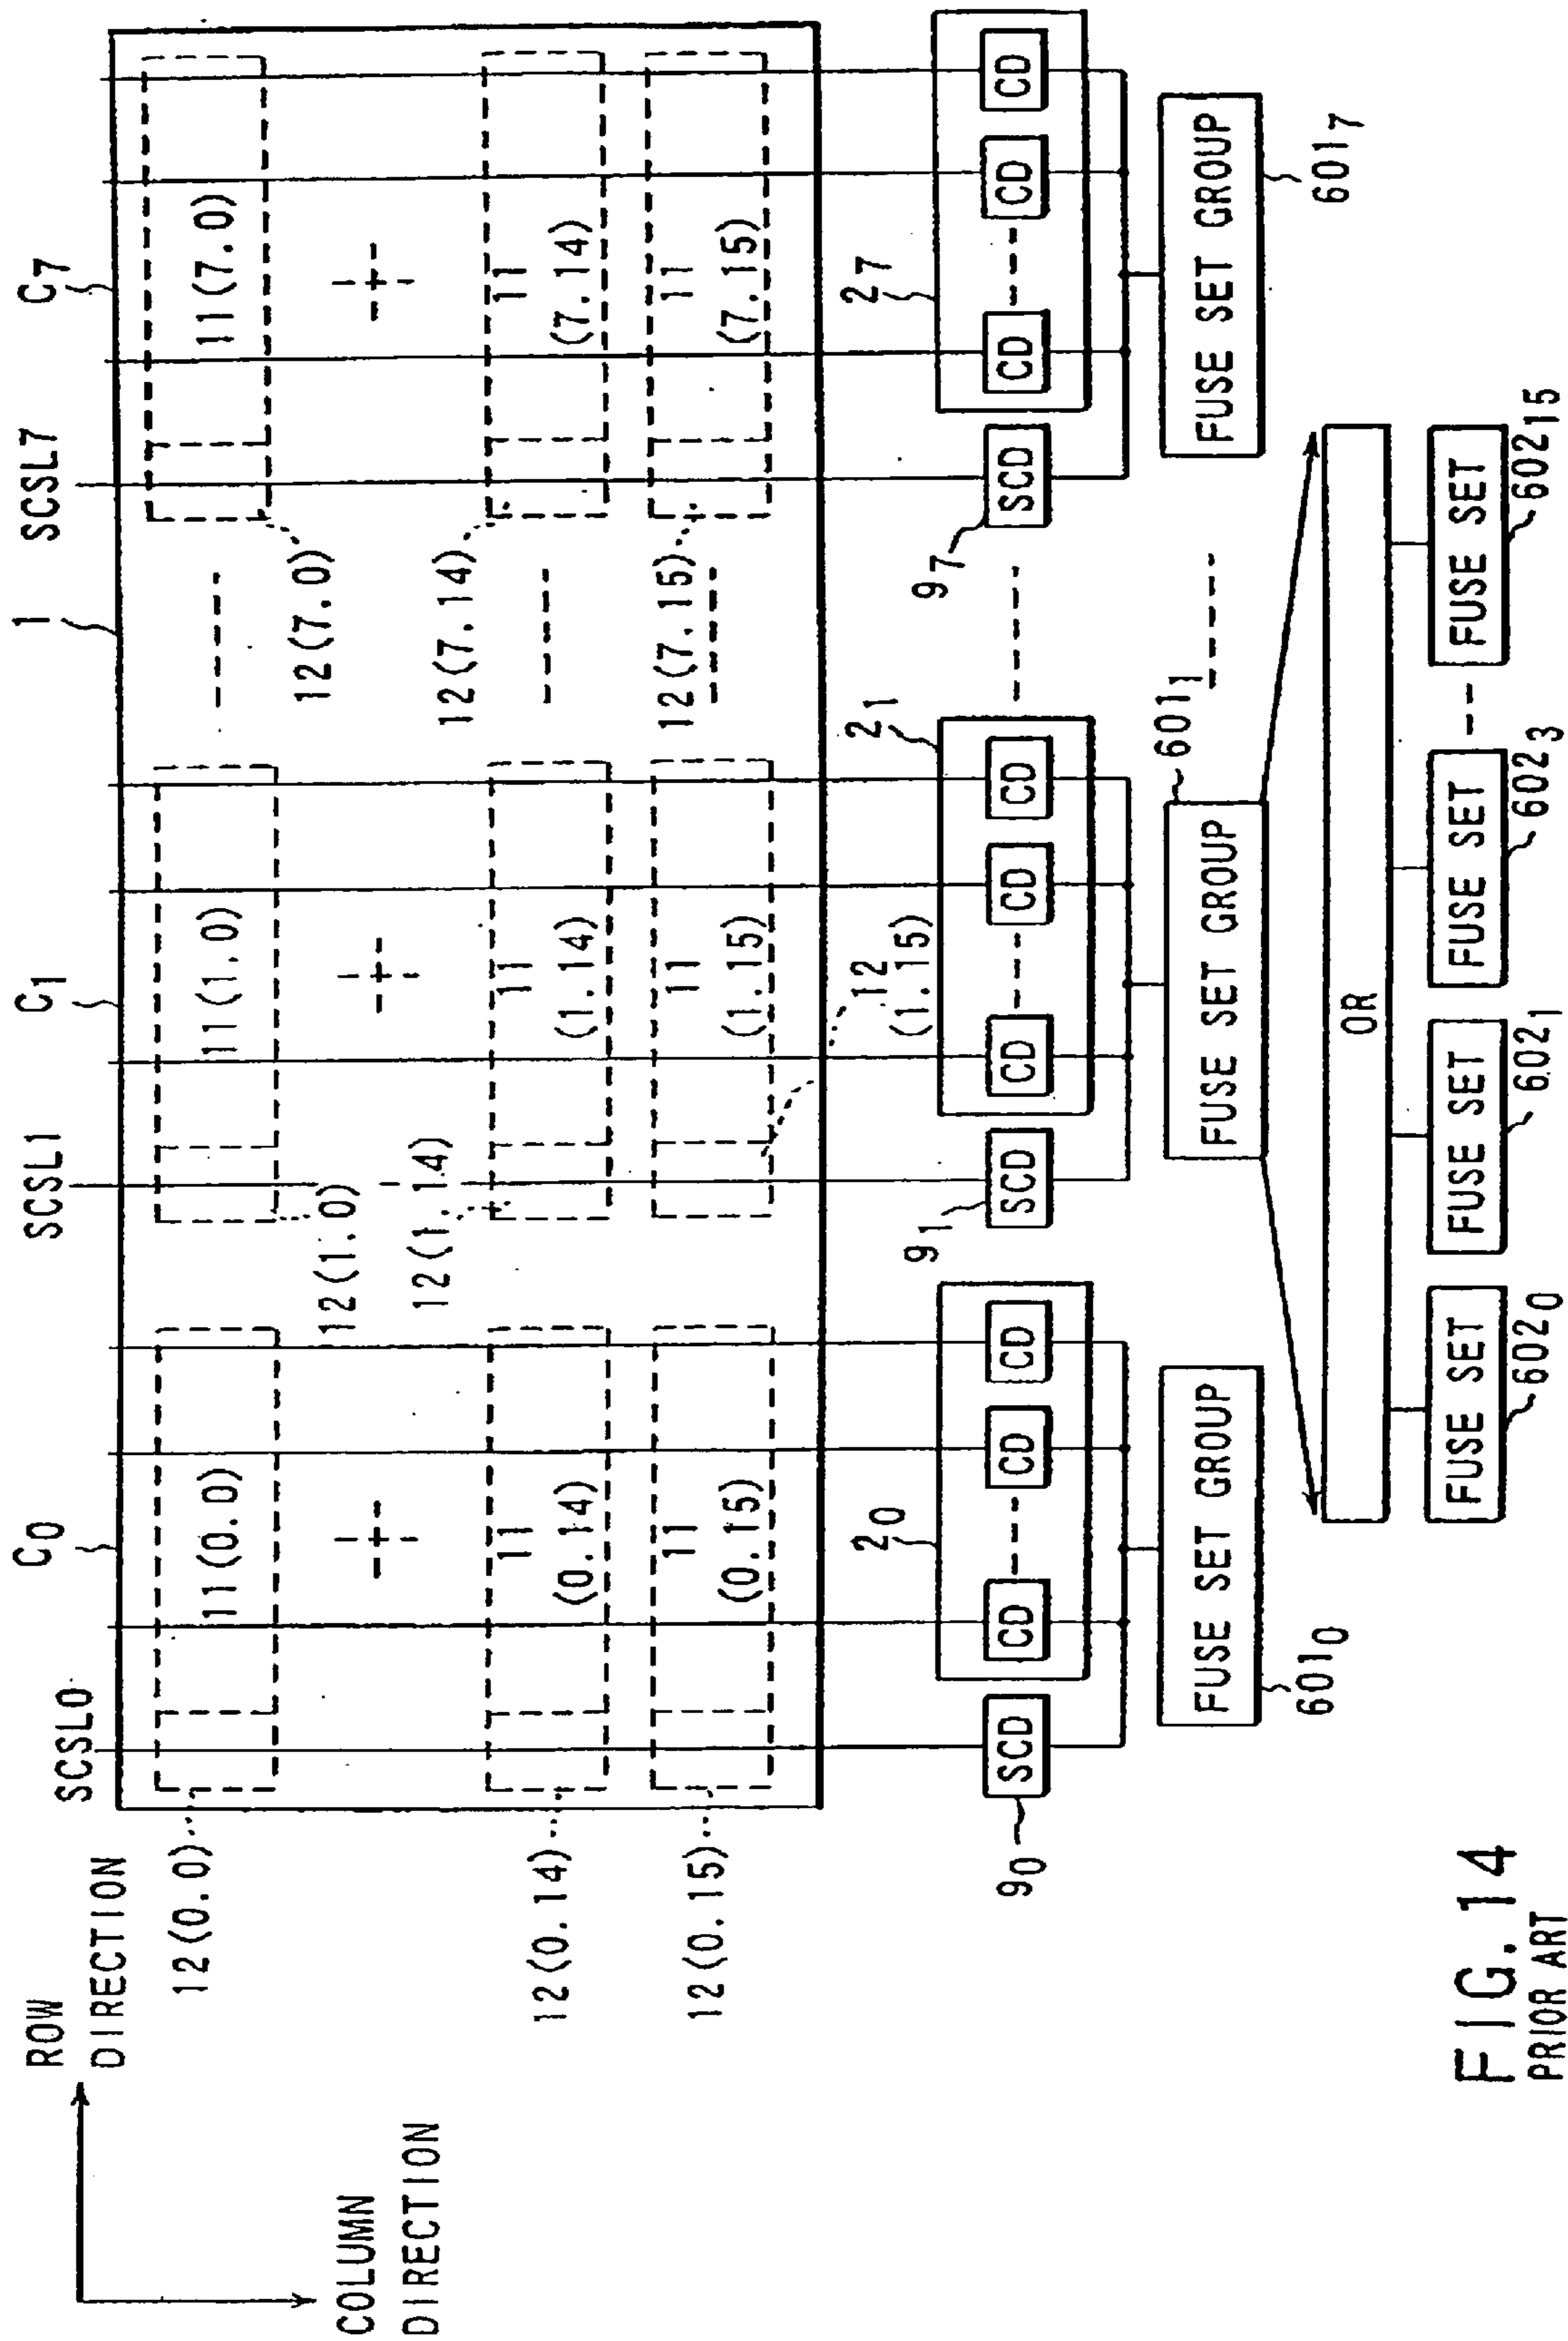 ROW
DIRECTION
COLUMN
DIRECTION
SCSL0
C0
SCSL1
C1
1
SCSL7
C7
12(0.0)
11(0.0)
12(1.0)
11(1.0)
12(7.0)
11(7.0)
12(0.14)
11
(0.14)
12(1.14)
11
(1.14)
12(7.14)
11
(7.14)
12(0.15)
11
(0.15)
12
(1.15)
11
(1.15)
12(7.15)
11
(7.15)
90
SCD
20
CD
CD
CD
91
SCD
21
CD
CD
CD
97
SCD
27
CD
CD
CD
FUSE SET GROUP
6010
FUSE SET GROUP
6011
FUSE SET GROUP
6017
OR
FUSE SET
6020
FUSE SET
6021
FUSE SET
6023
FUSE SET
60215
FIG. 14
PRIOR ART